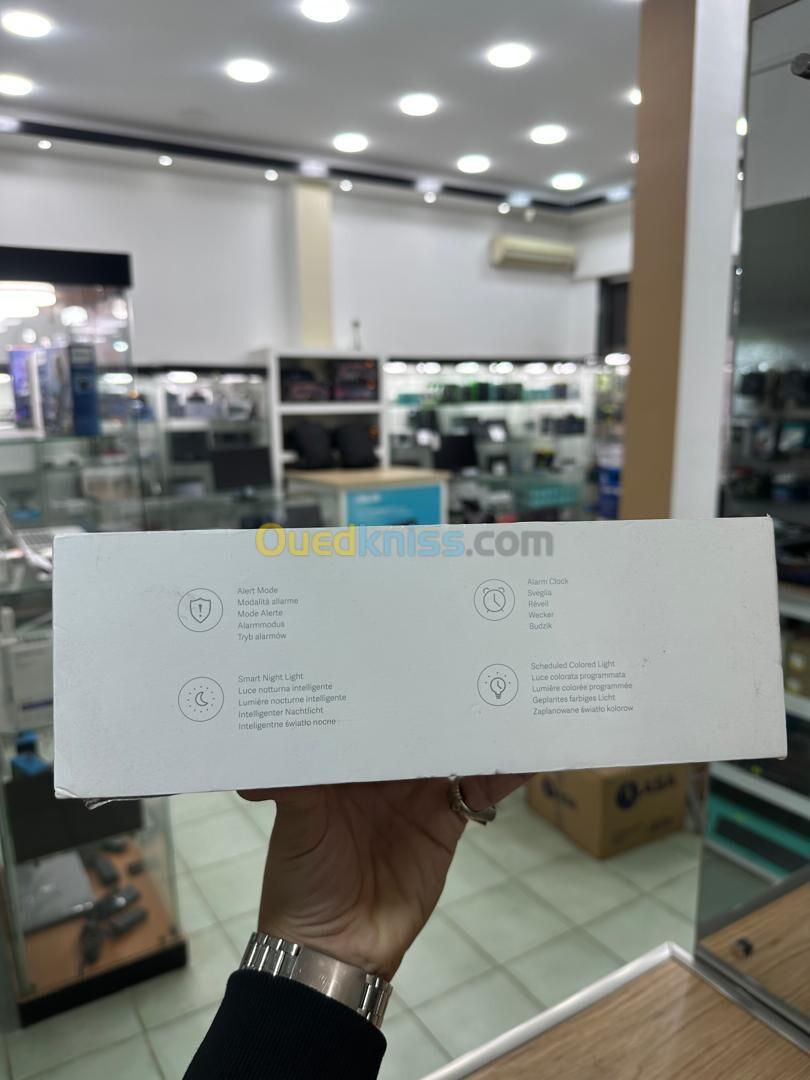 Ouedkniss.com
Alert Mode
Modalità allarme
Mode Alerte
Alarmmodus
Tryb alarmów
Alarm Clock
Sveglia
Réveil
Wecker
Budzik
Smart Night Light
Luce notturna intelligente
Lumière nocturne intelligente
Intelligenter Nachtlicht
Inteligentne światło nocne
Scheduled Colored Light
Luce colorata programmata
Lumière colorée programmée
Geplantes farbiges Licht
Zaplanowane światło kolorow